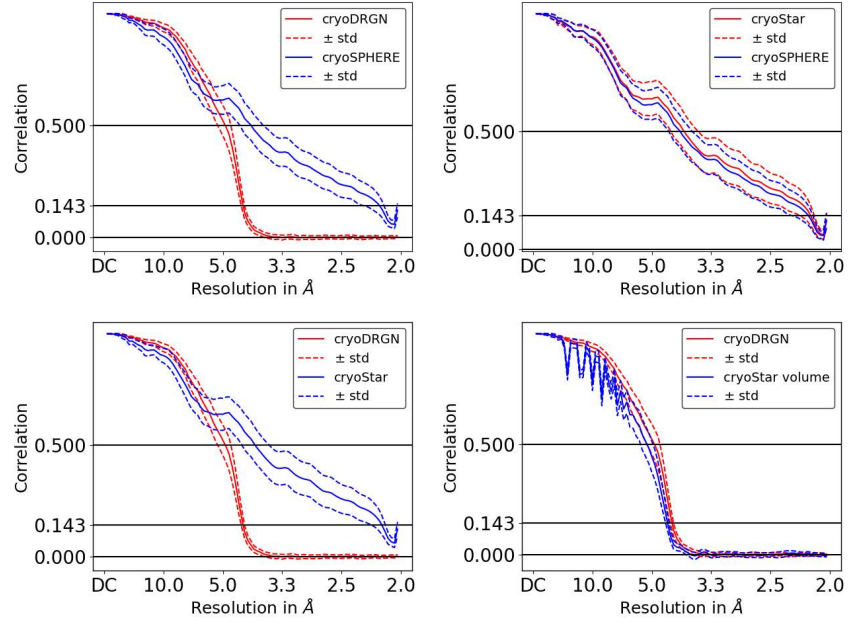 cryoDRGN
± std
cryoSPHERE
± std
Correlation
0.500
0.143
0.000
DC 10.0 5.0 3.3 2.5 2.0
Resolution in Å
cryoStar
± std
cryoSPHERE
± std
Correlation
0.500
0.143
0.000
DC 10.0 5.0 3.3 2.5 2.0
Resolution in Å
cryoDRGN
± std
cryoStar
± std
Correlation
0.500
0.143
0.000
DC 10.0 5.0 3.3 2.5 2.0
Resolution in Å
cryoDRGN
± std
cryoStar volume
± std
Correlation
0.500
0.143
0.000
DC 10.0 5.0 3.3 2.5 2.0
Resolution in Å